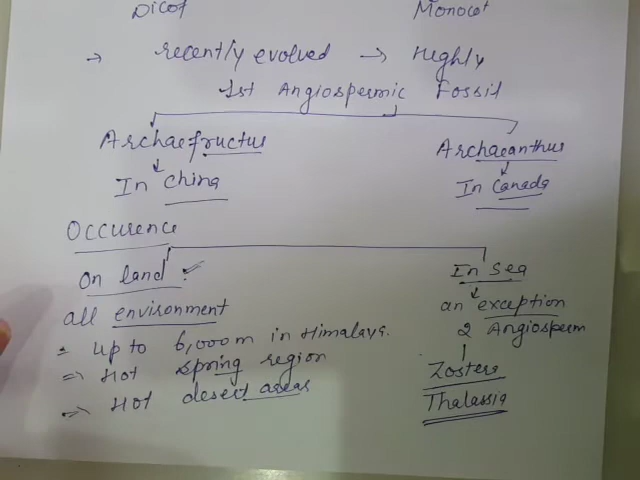 Dicot Monocot
→ recently evolved → Highly
1st Angiospermic Fossil
Archaefructus Archaeanthus
In China In Canada
Occurence
On land In Sea
all environment an exception
= up to 6,000m in Himalaya. 2 Angiosperm
=> Hot spring region Zostera
=> Hot desert areas Thalassia